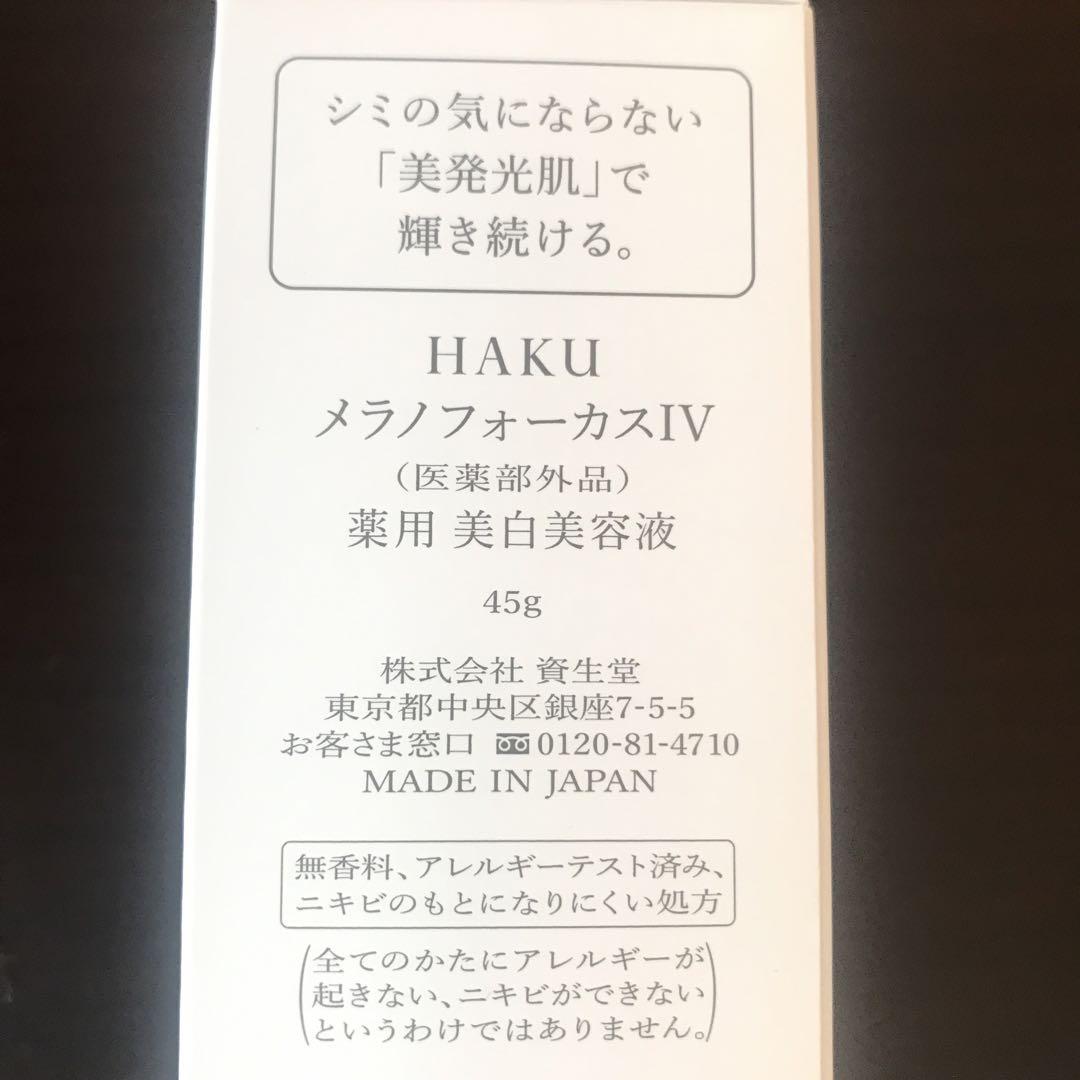 シミの気にならない
「美発光肌」で
輝き続ける。
HAKU
メラノフォーカスIV
（医薬部外品）
薬用 美白美容液
45g
株式会社 資生堂
東京都中央区銀座7-5-5
お客さま窓口 0120-81-4710
MADE IN JAPAN
無香料、アレルギーテスト済み、
ニキビのもとになりにくい処方
（全てのかたにアレルギーが
起きない、ニキビができない
というわけではありません。）